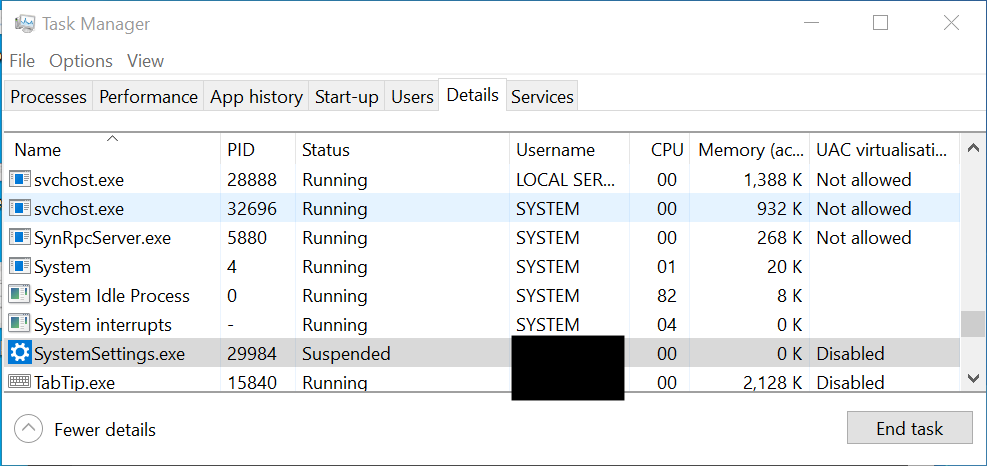 Task Manager
File Options View
Processes Performance App history Start-up Users Details Services
Name PID Status Username CPU Memory (ac... UAC virtualisati...
svchost.exe 28888 Running LOCAL SER... 00 1,388 K Not allowed
svchost.exe 32696 Running SYSTEM 00 932 K Not allowed
SynRpcServer.exe 5880 Running SYSTEM 00 268 K Not allowed
System 4 Running SYSTEM 01 20 K
System Idle Process 0 Running SYSTEM 82 8 K
System interrupts - Running SYSTEM 04 0 K
SystemSettings.exe 29984 Suspended 00 0 K Disabled
TabTip.exe 15840 Running 00 2,128 K Disabled
Fewer details End task